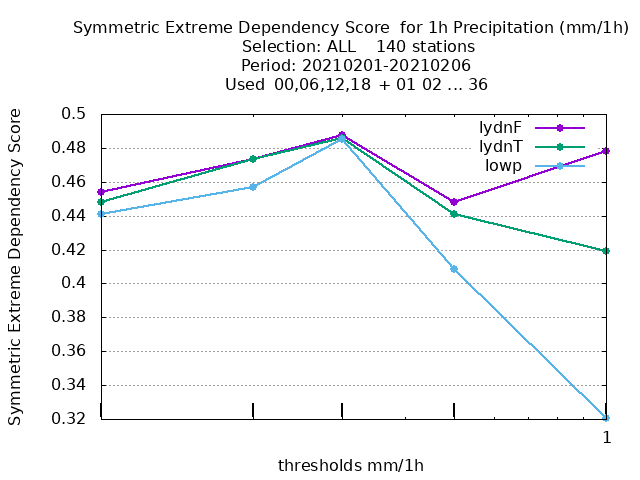 Symmetric Extreme Dependency Score  for 1h Precipitation (mm/1h)
Selection: ALL    140 stations
Period: 20210201-20210206
Used  00,06,12,18 + 01 02 ... 36
Symmetric Extreme Dependency Score
0.5
0.48
0.46
0.44
0.42
0.4
0.38
0.36
0.34
0.32
lydnF
lydnT
lowp
1
thresholds mm/1h